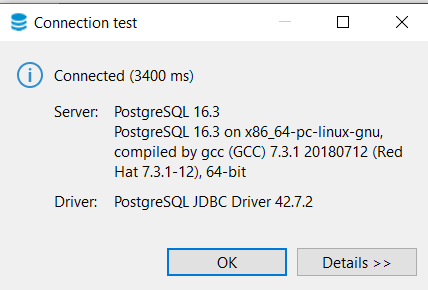 Connection test
Connected (3400 ms)
Server: PostgreSQL 16.3
PostgreSQL 16.3 on x86_64-pc-linux-gnu,
compiled by gcc (GCC) 7.3.1 20180712 (Red
Hat 7.3.1-12), 64-bit
Driver: PostgreSQL JDBC Driver 42.7.2
OK Details >>